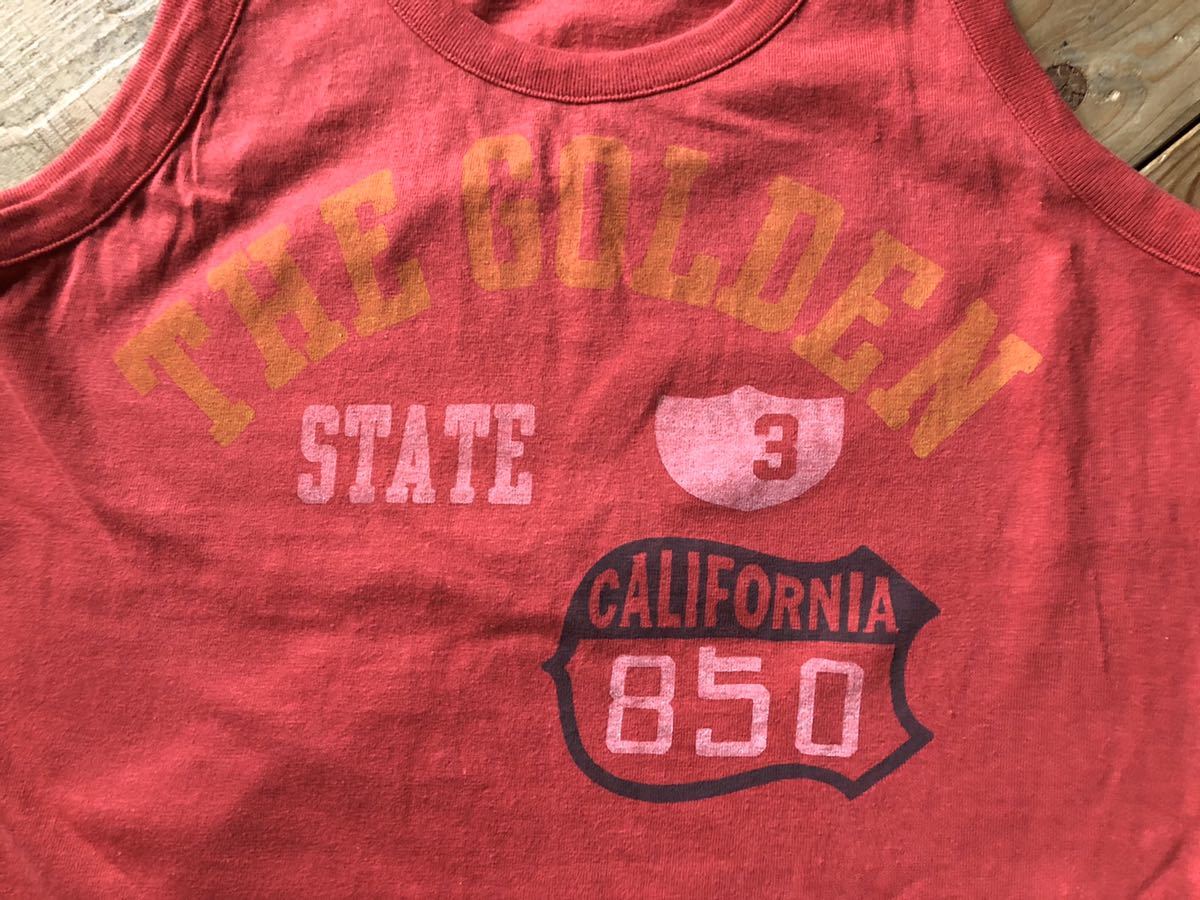 THE GOLDEN
STATE 3
CALIFORNIA
850